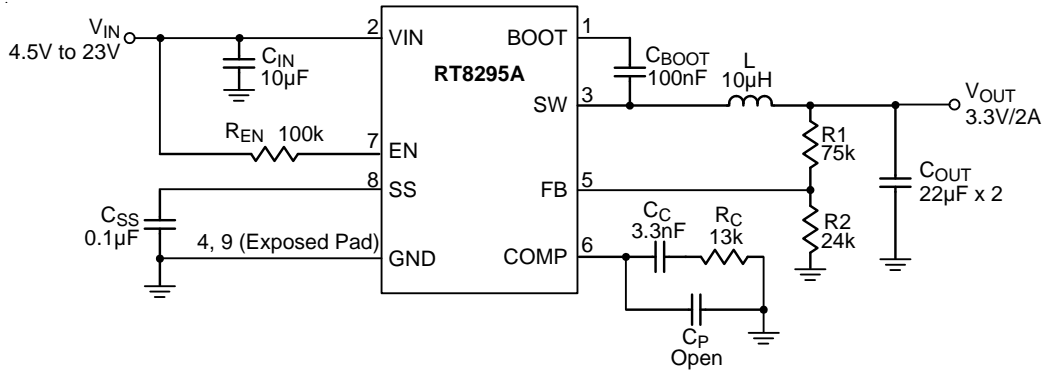 VIN
4.5V to 23V
CIN
10µF
REN 100k
CSS
0.1µF
4, 9 (Exposed Pad)
2
7
8
VIN
EN
SS
GND
RT8295A
BOOT
SW
FB
COMP
1
3
5
6
CBOOT
100nF
L
10µH
R1
75k
R2
24k
VOUT
3.3V/2A
COUT
22µF x 2
CC
3.3nF
RC
13k
CP
Open